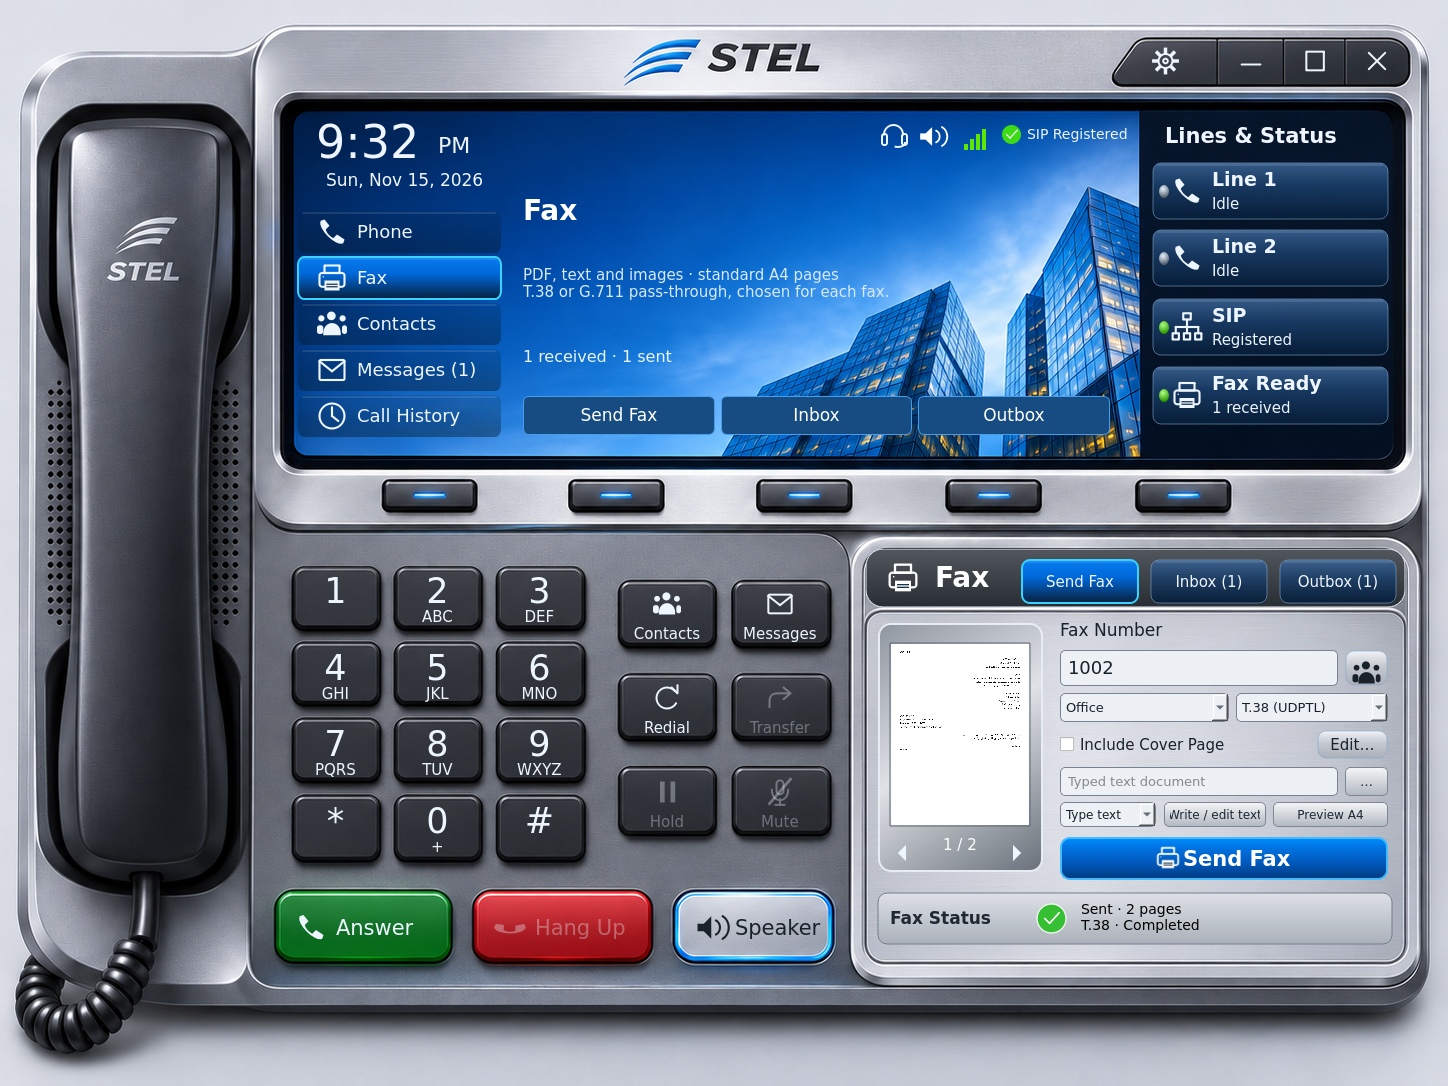 STEL
9:32 PM
Sun, Nov 15, 2026
SIP Registered
Phone
Fax
Contacts
Messages (1)
Call History
Fax
PDF, text and images · standard A4 pages
T.38 or G.711 pass-through, chosen for each fax.
1 received · 1 sent
Send Fax
Inbox
Outbox
Lines & Status
Line 1
Idle
Line 2
Idle
SIP
Registered
Fax Ready
1 received
STEL
1
2
ABC
3
DEF
4
GHI
5
JKL
6
MNO
7
PQRS
8
TUV
9
WXYZ
*
0
+
#
Contacts
Messages
Redial
Transfer
Hold
Mute
Answer
Hang Up
Speaker
Fax
Send Fax
Inbox (1)
Outbox (1)
1 / 2
Fax Number
1002
Office
T.38 (UDPTL)
Include Cover Page
Edit...
Typed text document
...
Type text
Write / edit text
Preview A4
Send Fax
Fax Status
Sent · 2 pages
T.38 · Completed